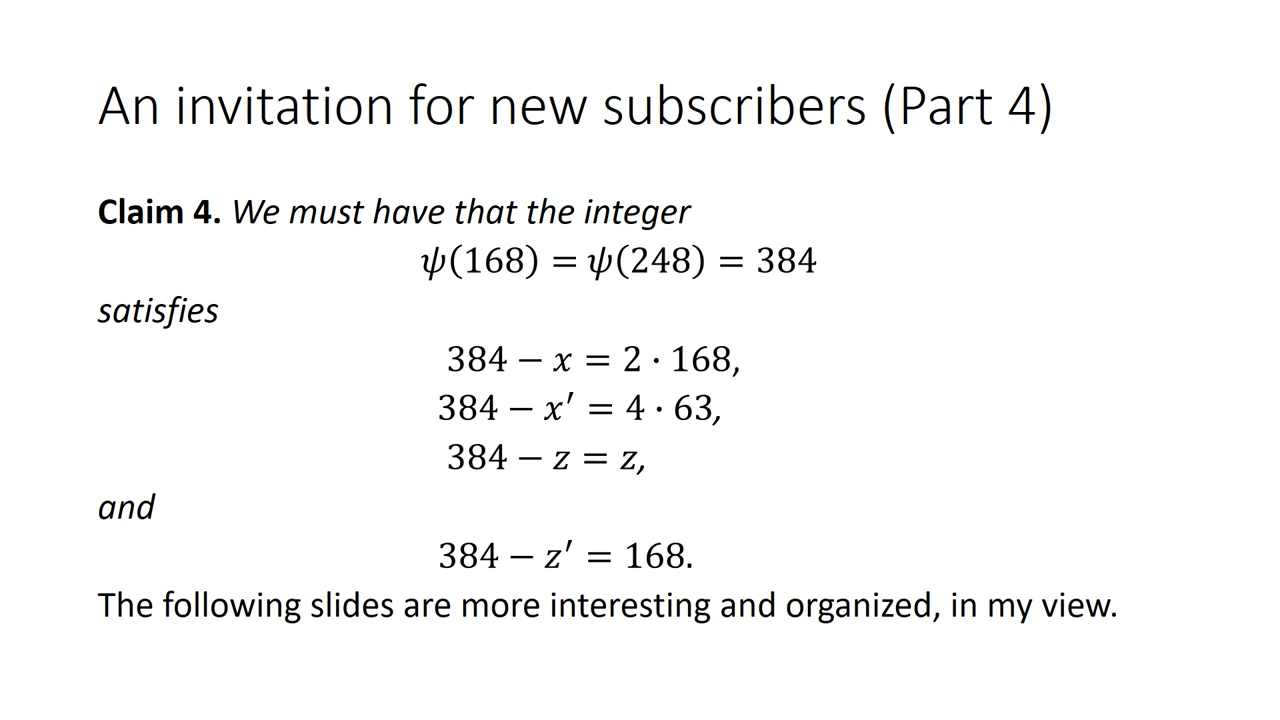 An invitation for new subscribers (Part 4)
Claim 4. We must have that the integer
𝜓(168) = 𝜓(248) = 384
satisfies
384 − 𝑥 = 2 · 168,
384 − 𝑥′ = 4 · 63,
384 − 𝑧 = 𝑧,
and
384 − 𝑧′ = 168.
The following slides are more interesting and organized, in my view.